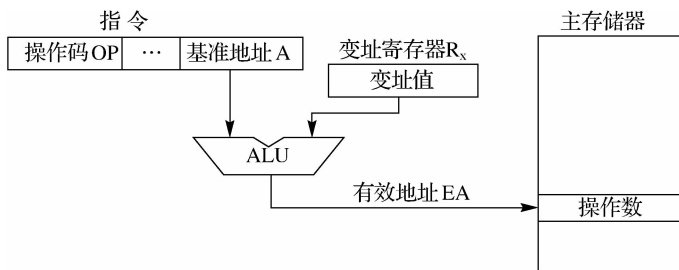 指 令
主存储器
操作码OP … 基准地址A
变址寄存器Rx
变址值
ALU
有效地址EA
操作数